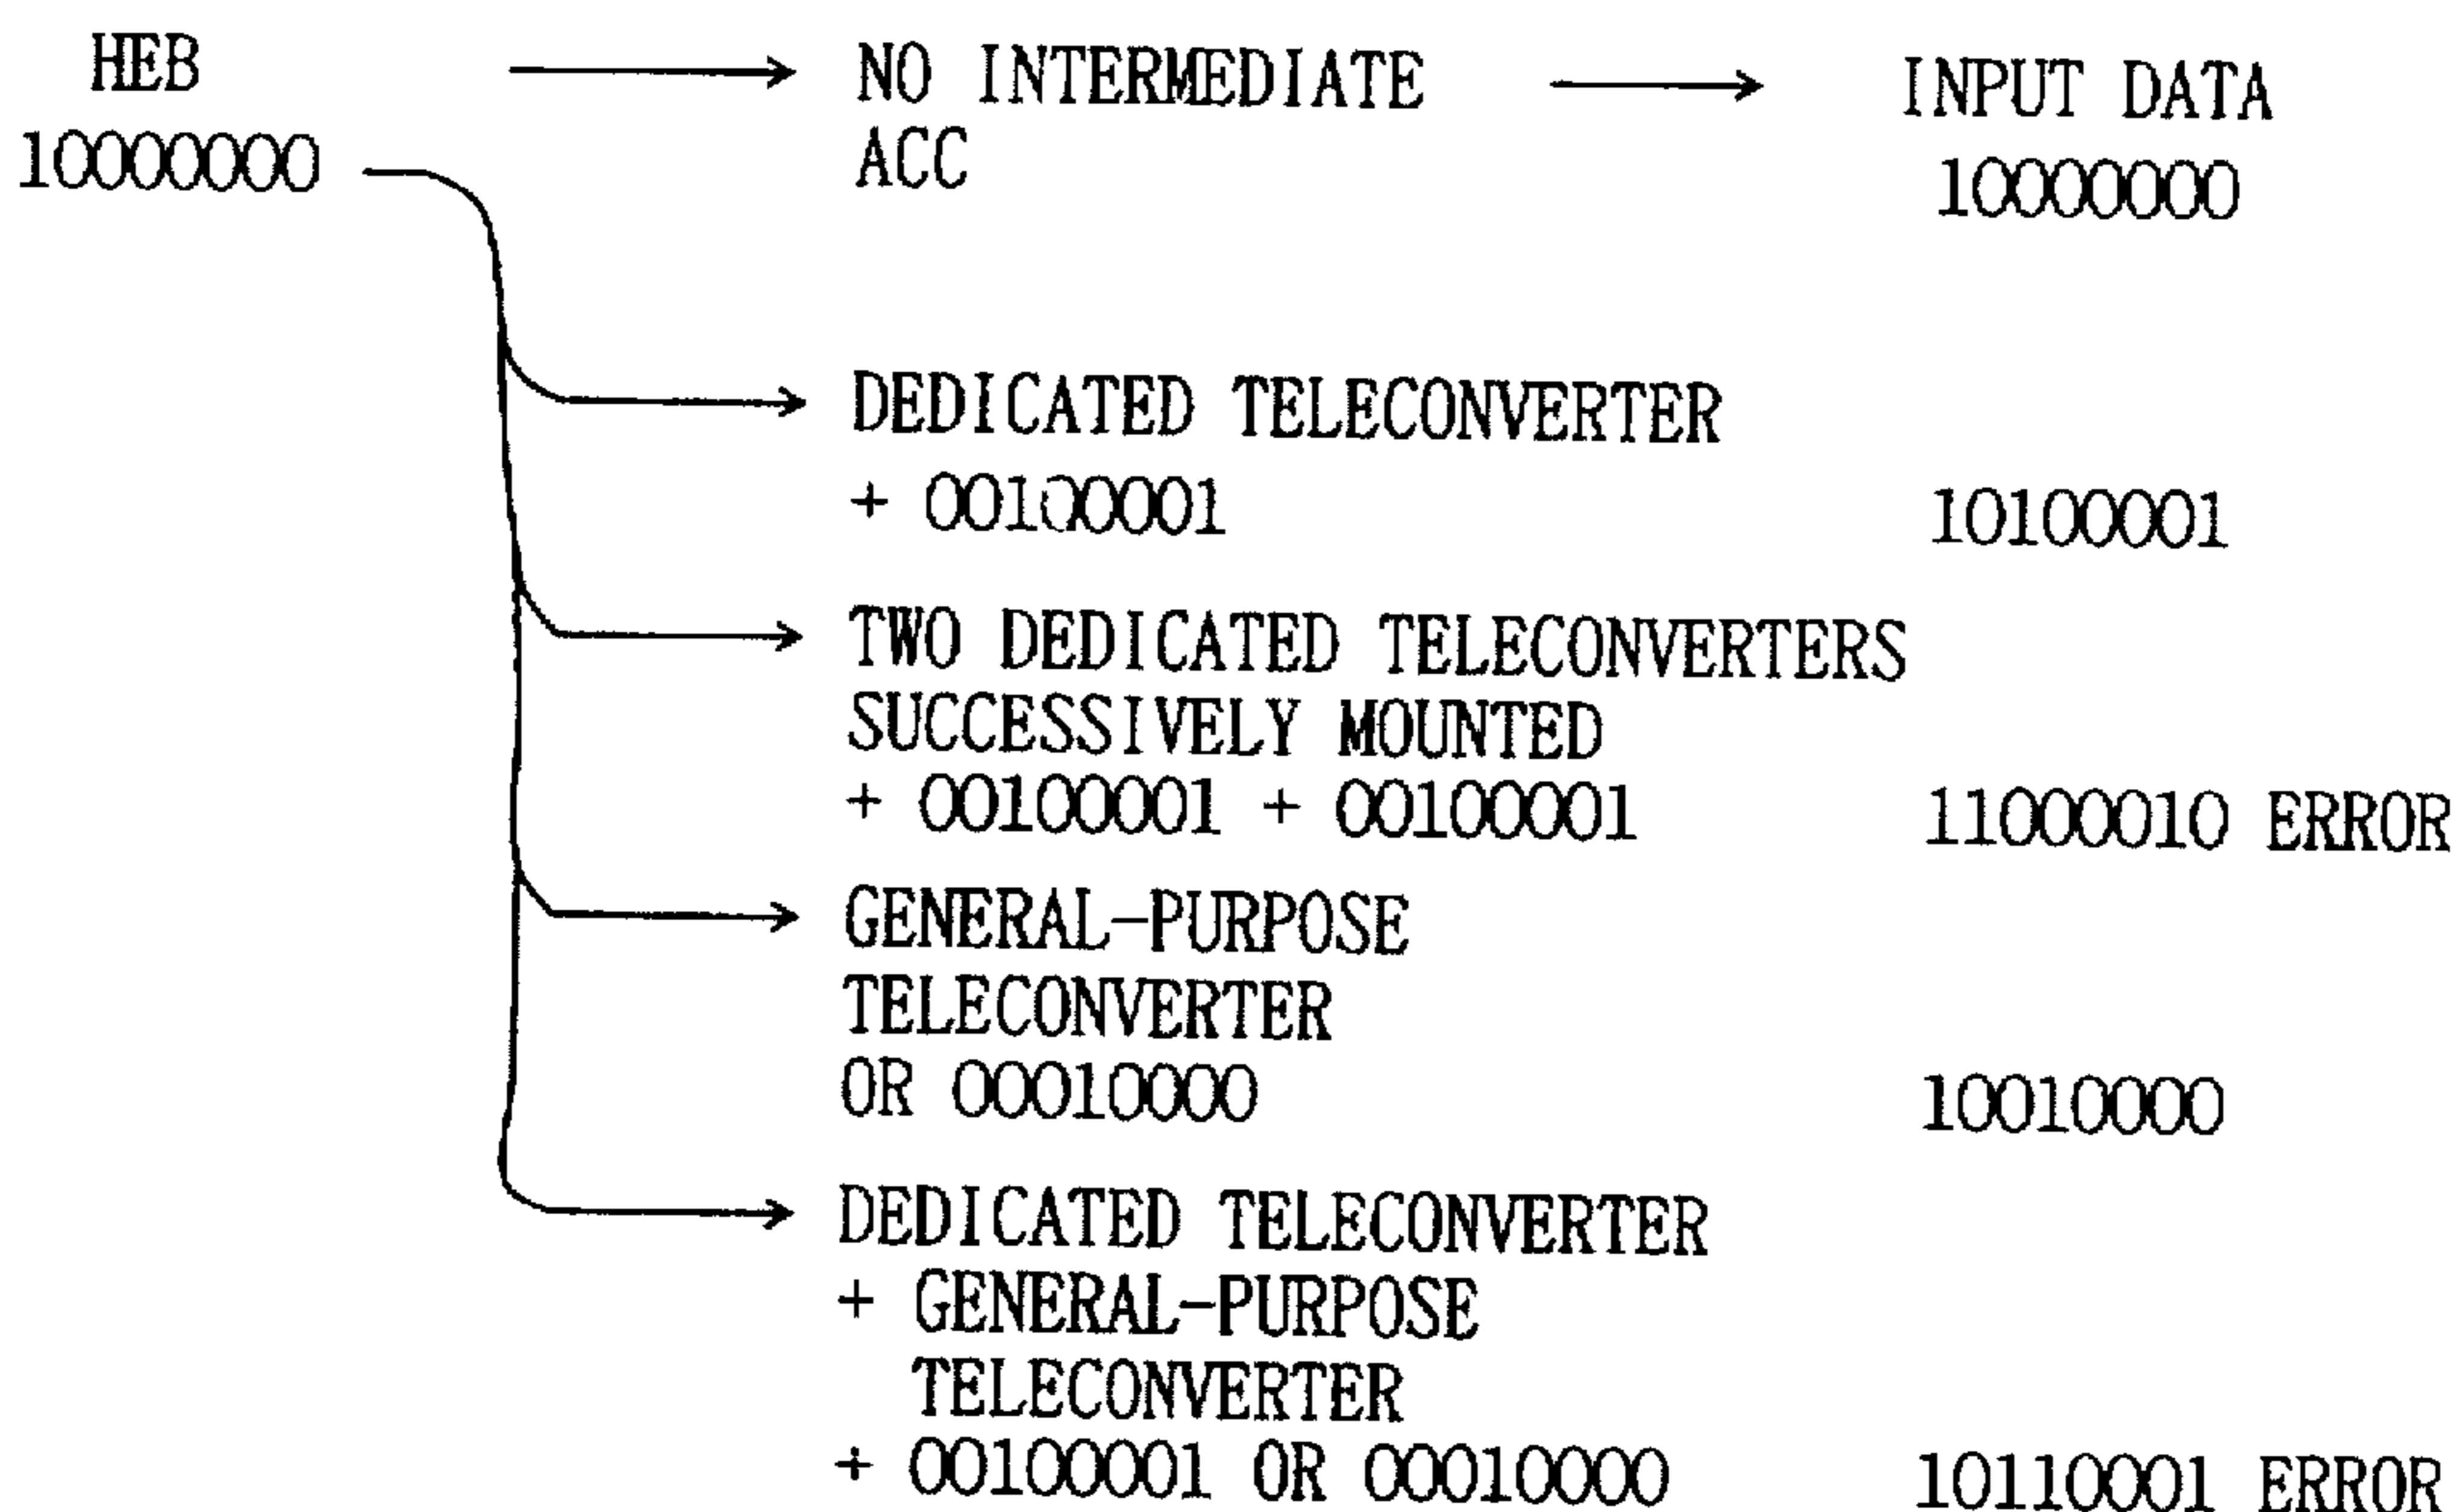 HEB
10000000
NO INTERMEDIATE
ACC
INPUT DATA
10000000
DEDICATED TELECONVERTER
+ 00100001
10100001
TWO DEDICATED TELECONVERTERS
SUCCESSIVELY MOUNTED
+ 00100001 + 00100001
11000010 ERROR
GENERAL-PURPOSE
TELECONVERTER
OR 00010000
10010000
DEDICATED TELECONVERTER
+ GENERAL-PURPOSE
TELECONVERTER
+ 00100001 OR 00010000
10110001 ERROR